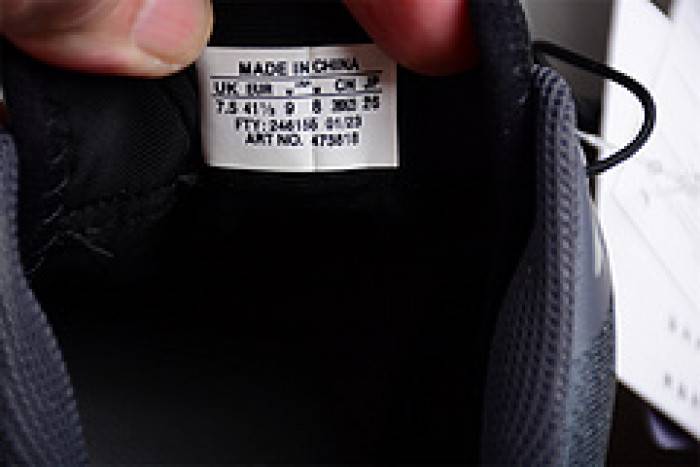 MADE IN CHINA
UK EUR CN JP
7.5 41⅓ 9 8 26
FTY: 246155 01/23
ART NO. 473818